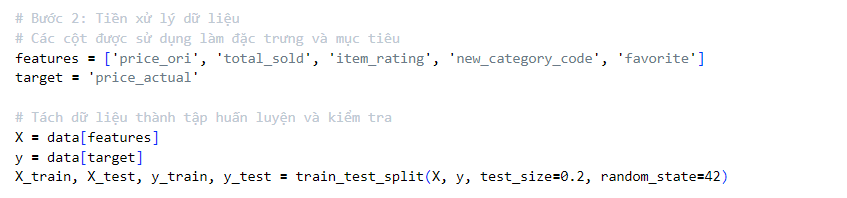 # Bước 2: Tiền xử lý dữ liệu
# Các cột được sử dụng làm đặc trưng và mục tiêu
features = ['price_ori', 'total_sold', 'item_rating', 'new_category_code', 'favorite']
target = 'price_actual'
# Tách dữ liệu thành tập huấn luyện và kiểm tra
X = data[features]
y = data[target]
X_train, X_test, y_train, y_test = train_test_split(X, y, test_size=0.2, random_state=42)